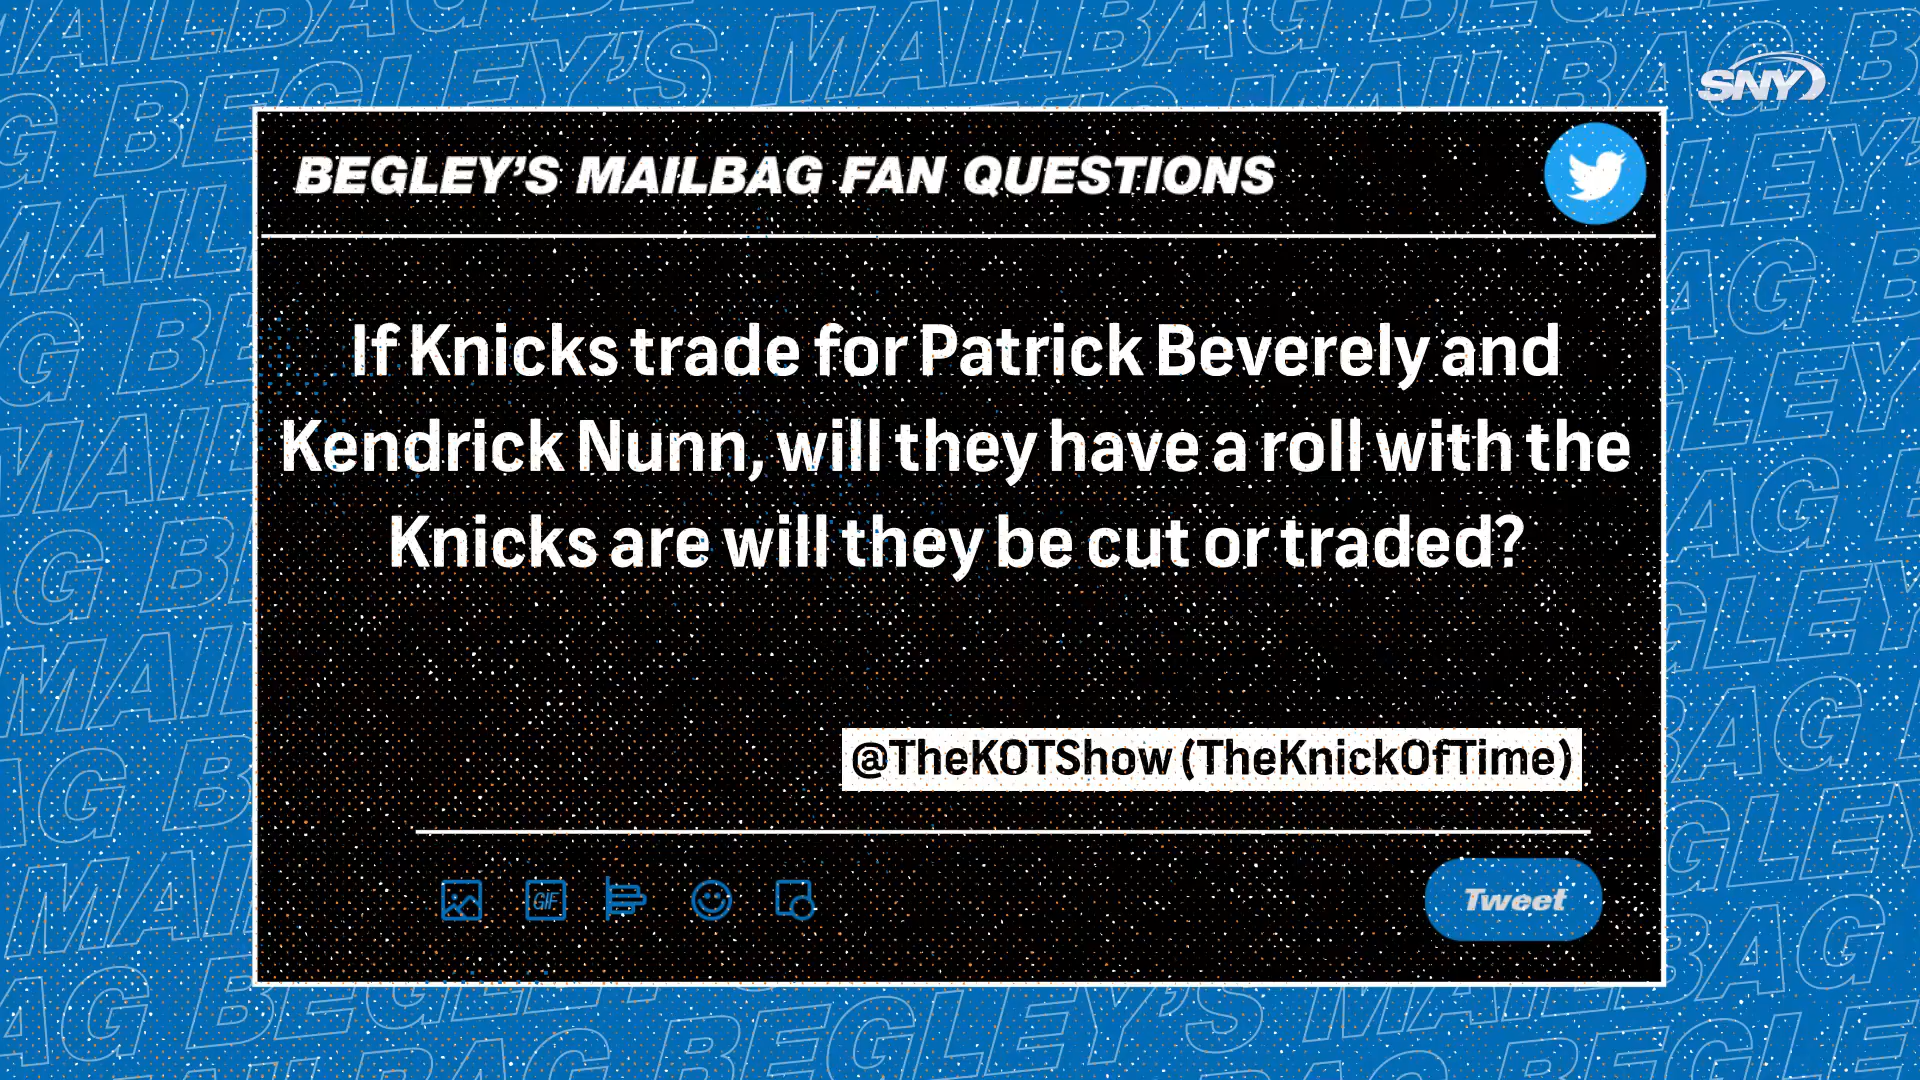 SNY
BEGLEY'S MAILBAG FAN QUESTIONS
If Knicks trade for Patrick Beverely and
Kendrick Nunn, will they have a roll with the
Knicks are will they be cut or traded?
@TheKOTShow (TheKnickOfTime)
GIF
Tweet